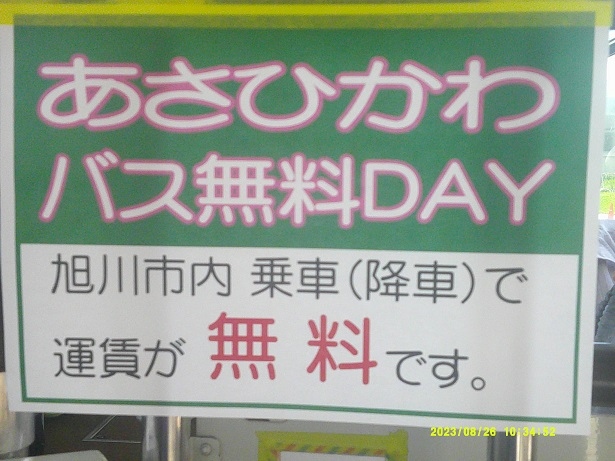 あさひかわ
バス無料DAY
旭川市内 乗車(降車)で
運賃が 無料です。
2023/08/26 10:34:52